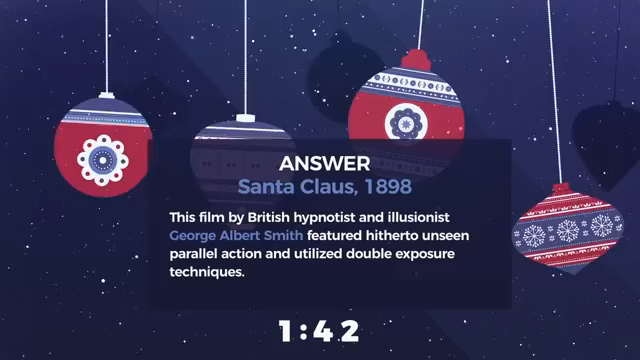 ANSWER
Santa Claus, 1898
This film by British hypnotist and illusionist
George Albert Smith featured hitherto unseen
parallel action and utilized double exposure
techniques.
1:42